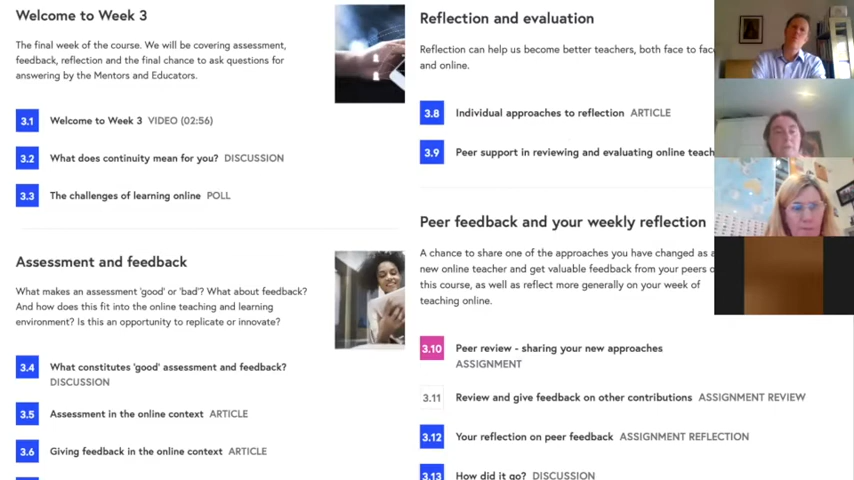 Welcome to Week 3
The final week of the course. We will be covering assessment,
feedback, reflection and the final chance to ask questions for
answering by the Mentors and Educators.
3.1 Welcome to Week 3 VIDEO (02:56)
3.2 What does continuity mean for you? DISCUSSION
3.3 The challenges of learning online POLL
Assessment and feedback
What makes an assessment 'good' or 'bad'? What about feedback?
And how does this fit into the online teaching and learning
environment? Is this an opportunity to replicate or innovate?
3.4 What constitutes 'good' assessment and feedback?
DISCUSSION
3.5 Assessment in the online context ARTICLE
3.6 Giving feedback in the online context ARTICLE
Reflection and evaluation
Reflection can help us become better teachers, both face to
and online.
3.8 Individual approaches to reflection ARTICLE
3.9 Peer support in reviewing and evaluating online
Peer feedback and your weekly reflection
A chance to share one of the approaches you have changed as a
new online teacher and get valuable feedback from your peers
this course, as well as reflect more generally on your week of
teaching online.
3.10 Peer review - sharing your new approaches
ASSIGNMENT
3.11 Review and give feedback on other contributions ASSIGNMENT REVIEW
3.12 Your reflection on peer feedback ASSIGNMENT REFLECTION
3.13 How did it go? DISCUSSION